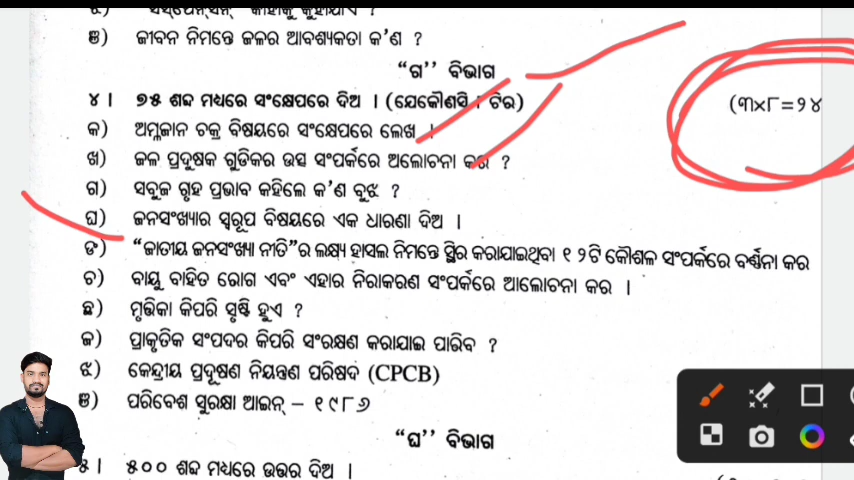 ଝ) "ସସ୍‌ପେନ୍‌ସନ୍" କାହାକୁ କୁହାଯାଏ ?
ଞ) ଜୀବନ ନିମନ୍ତେ ଜଳର ଆବଶ୍ୟକତା କ'ଣ ?
“ଗ” ବିଭାଗ
୪। ୭୫ ଶବ୍ଦ ମଧ୍ୟରେ ସଂକ୍ଷେପରେ ଦିଅ । (ଯେକୌଣସି ୮ ଟିର) (୩×୮=୨୪
କ) ଅମ୍ଳଜାନ ଚକ୍ର ବିଷୟରେ ସଂକ୍ଷେପରେ ଲେଖ ।
ଖ) ଜଳ ପ୍ରଦୁଷକ ଗୁଡିକର ଉତ୍ସ ସଂପର୍କରେ ଅଲୋଚନା କର ?
ଗ) ସବୁଜ ଗୃହ ପ୍ରଭାବ କହିଲେ କ'ଣ ବୁଝ ?
ଘ) ଜନସଂଖ୍ୟାର ସ୍ୱରୂପ ବିଷୟରେ ଏକ ଧାରଣା ଦିଅ ।
ଙ) “ଜାତୀୟ ଜନସଂଖ୍ୟା ନୀତି”ର ଲକ୍ଷ୍ୟ ହାସଲ ନିମନ୍ତେ ସ୍ଥିର କରାଯାଇଥିବା ୧୨ଟି କୌଶଳ ସଂପର୍କରେ ବର୍ଣ୍ଣନା କର
ଚ) ବାୟୁ ବାହିତ ରୋଗ ଏବଂ ଏହାର ନିରାକରଣ ସଂପର୍କରେ ଆଲୋଚନା କର ।
ଛ) ମୃତ୍ତିକା କିପରି ସୃଷ୍ଟି ହୁଏ ?
ଜ) ପ୍ରାକୃତିକ ସଂପଦର କିପରି ସଂରକ୍ଷଣ କରାଯାଇ ପାରିବ ?
ଝ) କେନ୍ଦ୍ରୀୟ ପ୍ରଦୂଷଣ ନିୟନ୍ତ୍ରଣ ପରିଷଦ (CPCB)
ଞ) ପରିବେଶ ସୁରକ୍ଷା ଆଇନ୍ – ୧୯୮୬
“ଘ” ବିଭାଗ
୫। ୫୦୦ ଶବ୍ଦ ମଧ୍ୟରେ ଉତ୍ତର ଦିଅ ।